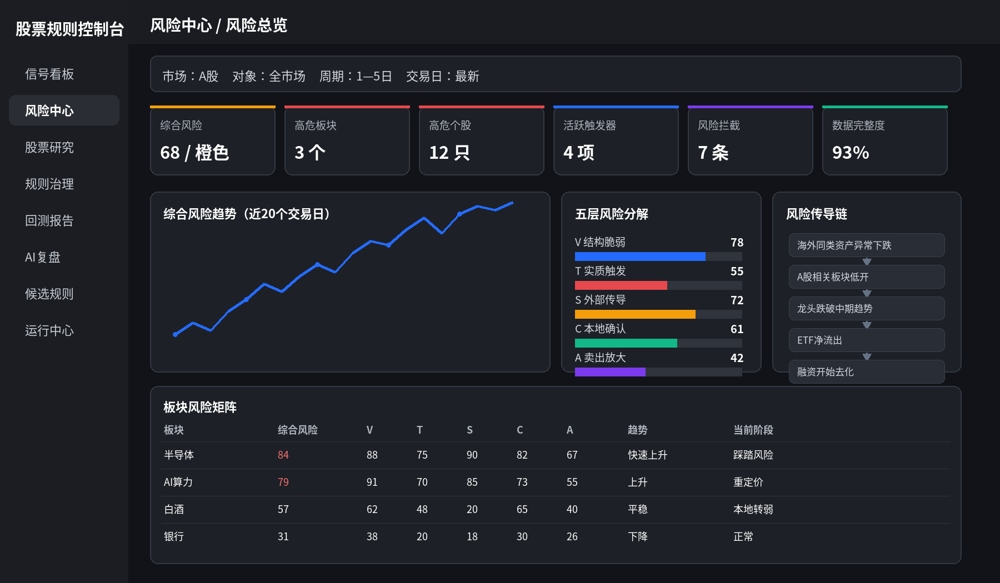 股票规则控制台
信号看板
风险中心
股票研究
规则治理
回测报告
AI复盘
候选规则
运行中心
风险中心 / 风险总览
市场：A股 对象：全市场 周期：1—5日 交易日：最新
综合风险
68 / 橙色
高危板块
3 个
高危个股
12 只
活跃触发器
4 项
风险拦截
7 条
数据完整度
93%
综合风险趋势（近20个交易日）
五层风险分解
V 结构脆弱 78
T 实质触发 55
S 外部传导 72
C 本地确认 61
A 卖出放大 42
风险传导链
海外同类资产异常下跌
A股相关板块低开
龙头跌破中期趋势
ETF净流出
融资开始去化
板块风险矩阵
板块 综合风险 V T S C A 趋势 当前阶段
半导体 84 88 75 90 82 67 快速上升 踩踏风险
AI算力 79 91 70 85 73 55 上升 重定价
白酒 57 62 48 20 65 40 平稳 本地转弱
银行 31 38 20 18 30 26 下降 正常